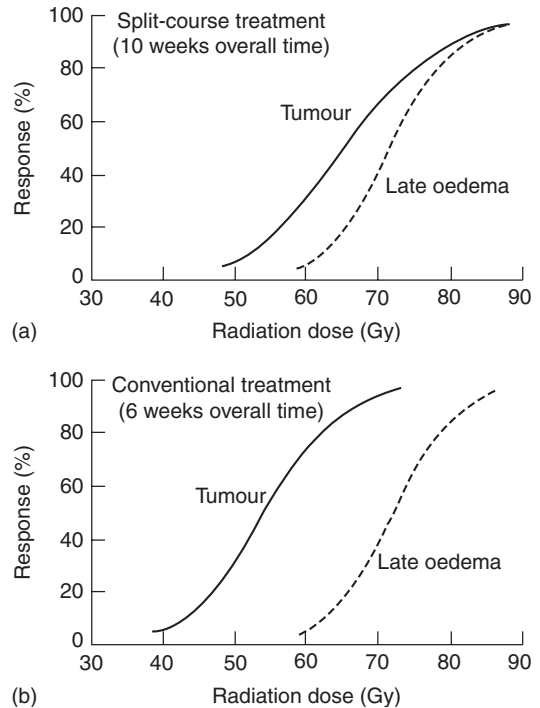 Split-course treatment
(10 weeks overall time)
Response (%)
100
80
60
40
20
0
Tumour
Late oedema
30 40 50 60 70 80 90
(a)
Radiation dose (Gy)
Conventional treatment
(6 weeks overall time)
Response (%)
100
80
60
40
20
0
Tumour
Late oedema
30 40 50 60 70 80 90
(b)
Radiation dose (Gy)